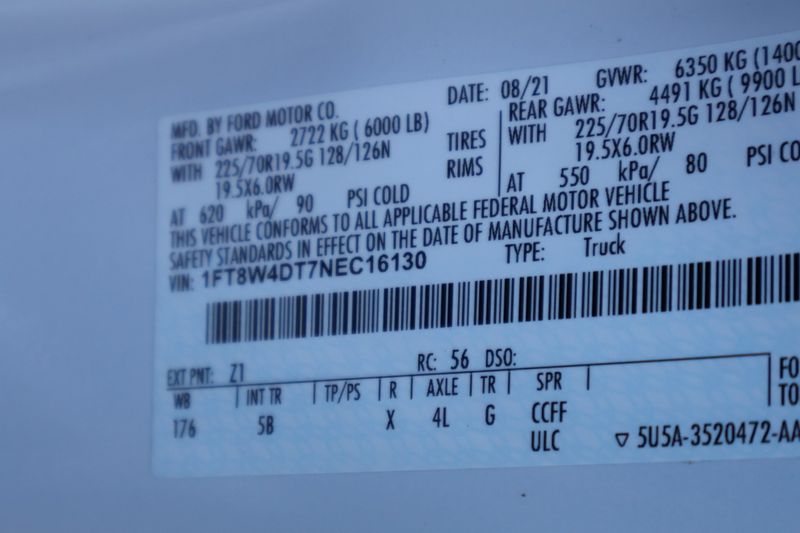 MFD. BY FORD MOTOR CO.
DATE: 08/21 GVWR: 6350 KG (1400
FRONT GAWR: 2722 KG ( 6000 LB)
REAR GAWR: 4491 KG ( 9900 L
WITH 225/70R19.5G 128/126N TIRES WITH 225/70R19.5G 128/126N
19.5X6.0RW RIMS 19.5X6.0RW
AT 620 kPa/ 90 PSI COLD AT 550 kPa/ 80 PSI CO
THIS VEHICLE CONFORMS TO ALL APPLICABLE FEDERAL MOTOR VEHICLE
SAFETY STANDARDS IN EFFECT ON THE DATE OF MANUFACTURE SHOWN ABOVE.
VIN: 1FT8W4DT7NEC16130 TYPE: Truck
EXT PNT: Z1 RC: 56 DSO:
WB INT TR TP/PS R AXLE TR SPR
176 5B X 4L G CCFF
ULC
FO
TO
▽ 5U5A-3520472-AA